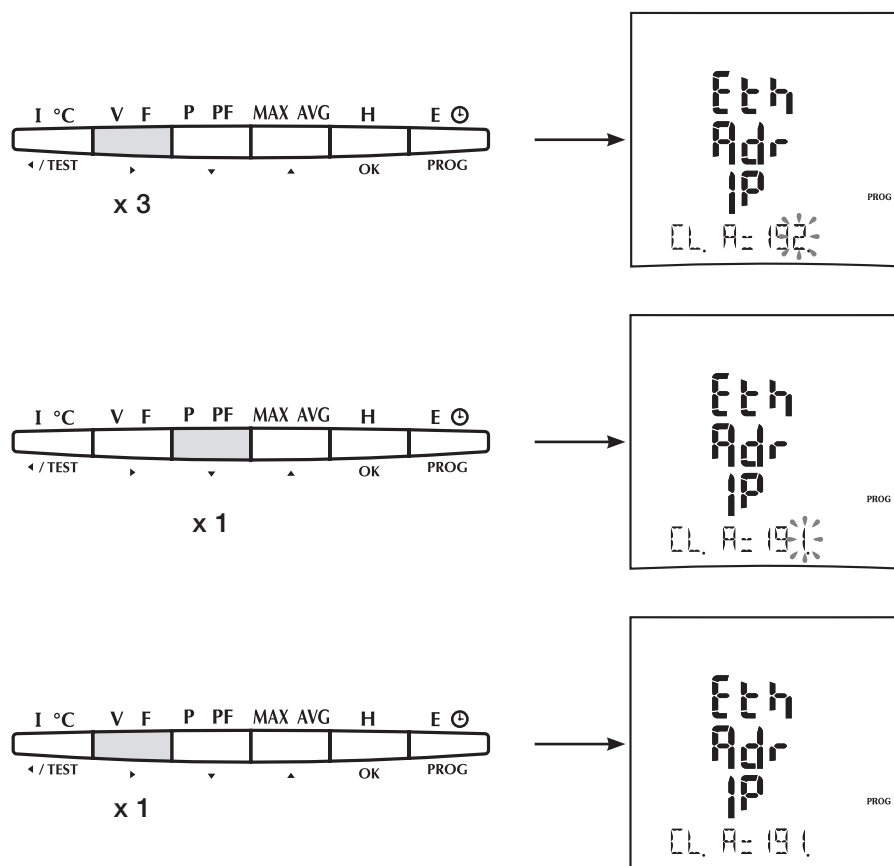 I °C V F P PF MAX AVG H E
/ TEST OK PROG
x 3
Eth
Adr
IP
PROG
CL. A=192.
I °C V F P PF MAX AVG H E
/ TEST OK PROG
x 1
Eth
Adr
IP
PROG
CL. A=191.
I °C V F P PF MAX AVG H E
/ TEST OK PROG
x 1
Eth
Adr
IP
PROG
CL. A=191.